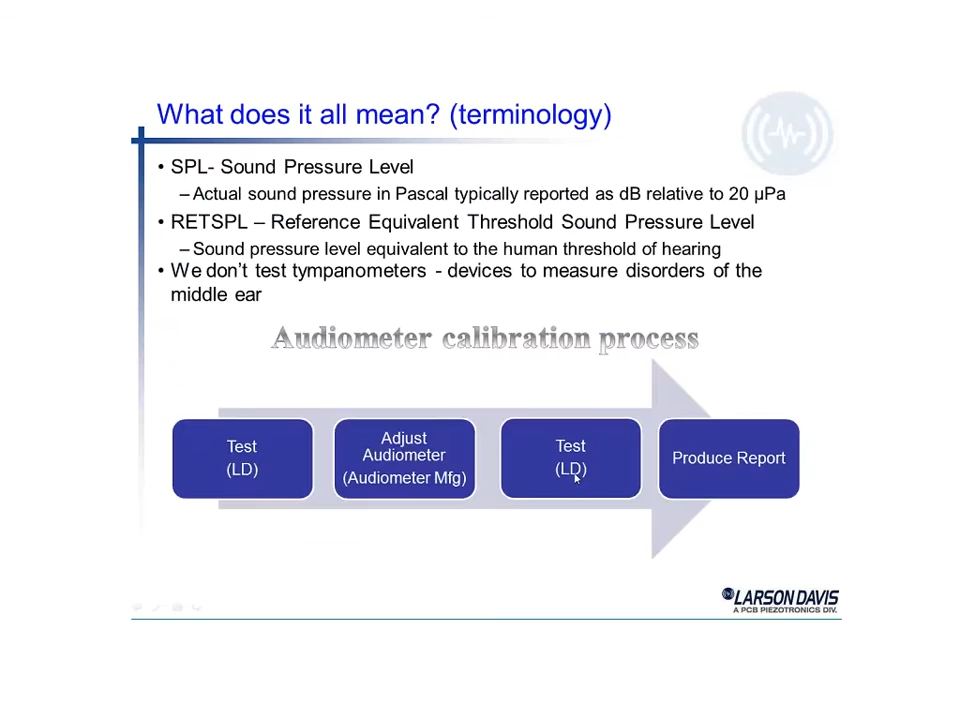 What does it all mean? (terminology)
• SPL- Sound Pressure Level
– Actual sound pressure in Pascal typically reported as dB relative to 20 µPa
• RETSPL – Reference Equivalent Threshold Sound Pressure Level
– Sound pressure level equivalent to the human threshold of hearing
• We don’t test tympanometers - devices to measure disorders of the
middle ear
Audiometer calibration process
Test
(LD)
Adjust
Audiometer
(Audiometer Mfg)
Test
(LD)
Produce Report
LARSON DAVIS
A PCB PIEZOTRONICS DIV.